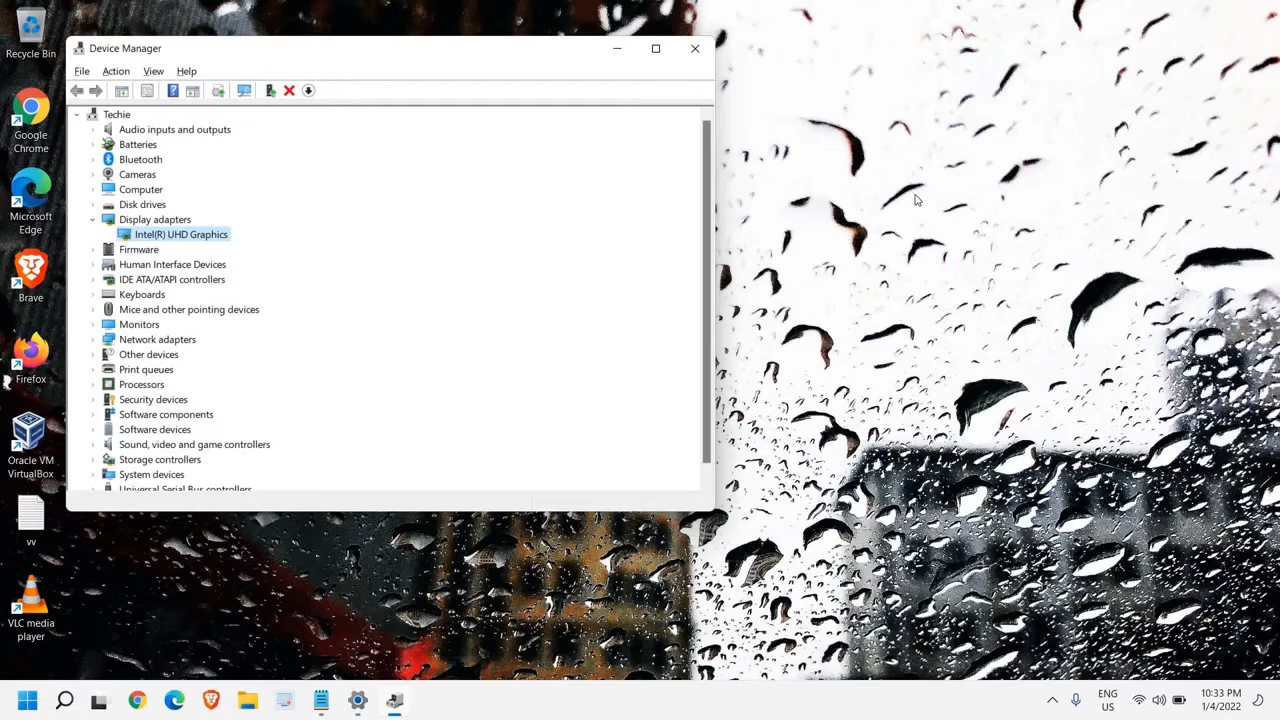 Recycle Bin
Google
Chrome
Microsoft
Edge
Brave
Firefox
Oracle VM
VirtualBox
vv
VLC media
player
Device Manager
File Action View Help
Techie
Audio inputs and outputs
Batteries
Bluetooth
Cameras
Computer
Disk drives
Display adapters
Intel(R) UHD Graphics
Firmware
Human Interface Devices
IDE ATA/ATAPI controllers
Keyboards
Mice and other pointing devices
Monitors
Network adapters
Other devices
Print queues
Processors
Security devices
Software components
Software devices
Sound, video and game controllers
Storage controllers
System devices
Universal Serial Bus controllers
ENG
US
10:33 PM
1/4/2022